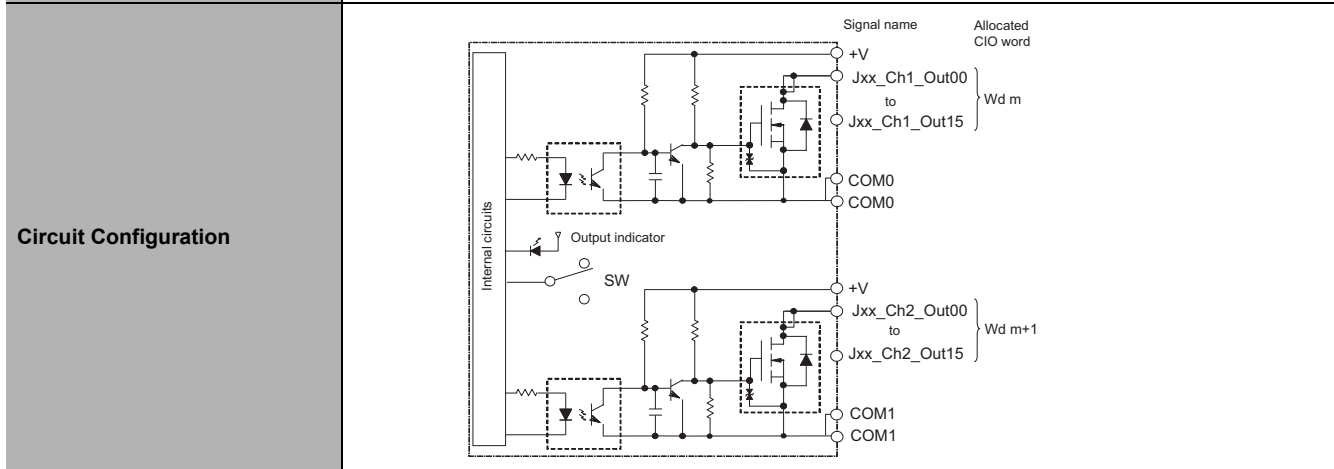 Circuit Configuration
Signal name
Allocated
CIO word
+V
Jxx_Ch1_Out00
to
Wd m
Jxx_Ch1_Out15
COM0
COM0
Internal circuits
Output indicator
SW
+V
Jxx_Ch2_Out00
to
Wd m+1
Jxx_Ch2_Out15
COM1
COM1